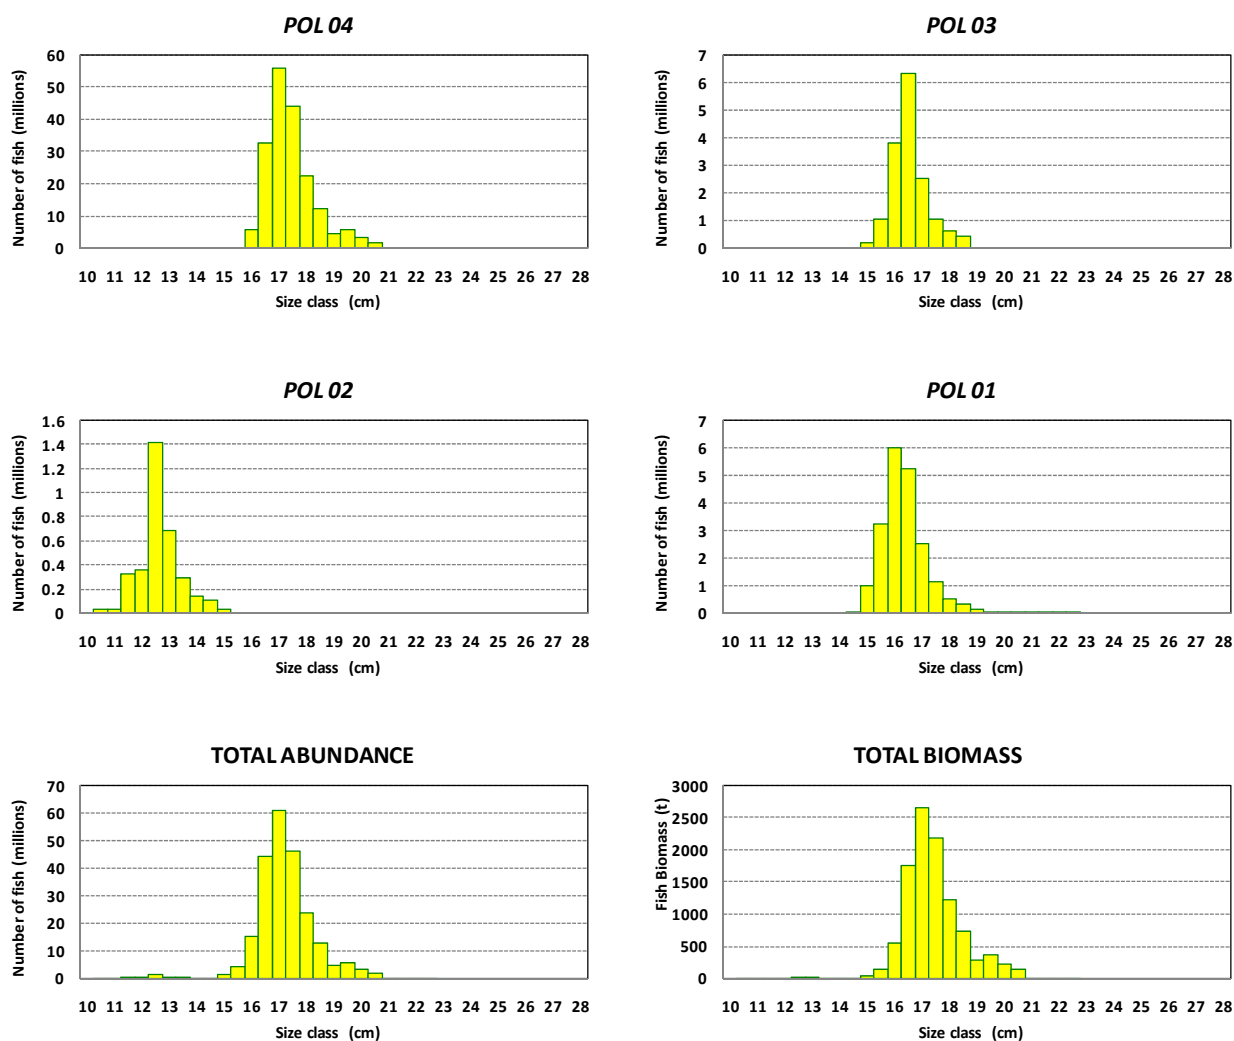 POL 04
Number of fish (millions)
60
50
40
30
20
10
0
10 11 12 13 14 15 16 17 18 19 20 21 22 23 24 25 26 27 28
Size class (cm)
POL 03
Number of fish (millions)
7
6
5
4
3
2
1
0
10 11 12 13 14 15 16 17 18 19 20 21 22 23 24 25 26 27 28
Size class (cm)
POL 02
Number of fish (millions)
1.6
1.4
1.2
1
0.8
0.6
0.4
0.2
0
10 11 12 13 14 15 16 17 18 19 20 21 22 23 24 25 26 27 28
Size class (cm)
POL 01
Number of fish (millions)
7
6
5
4
3
2
1
0
10 11 12 13 14 15 16 17 18 19 20 21 22 23 24 25 26 27 28
Size class (cm)
TOTAL ABUNDANCE
Number of fish (millions)
70
60
50
40
30
20
10
0
10 11 12 13 14 15 16 17 18 19 20 21 22 23 24 25 26 27 28
Size class (cm)
TOTAL BIOMASS
Fish Biomass (t)
3000
2500
2000
1500
1000
500
0
10 11 12 13 14 15 16 17 18 19 20 21 22 23 24 25 26 27 28
Size class (cm)